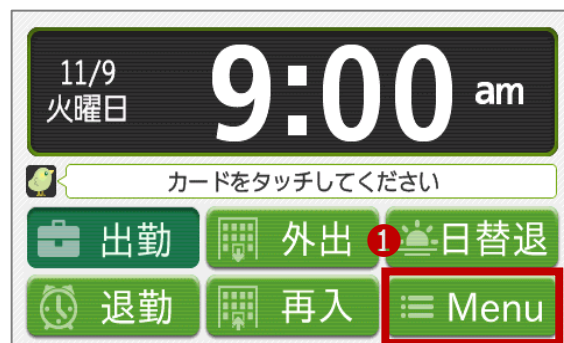 11/9
火曜日
9:00 am
カードをタッチしてください
出勤 外出 1 日替退
退勤 再入 Menu